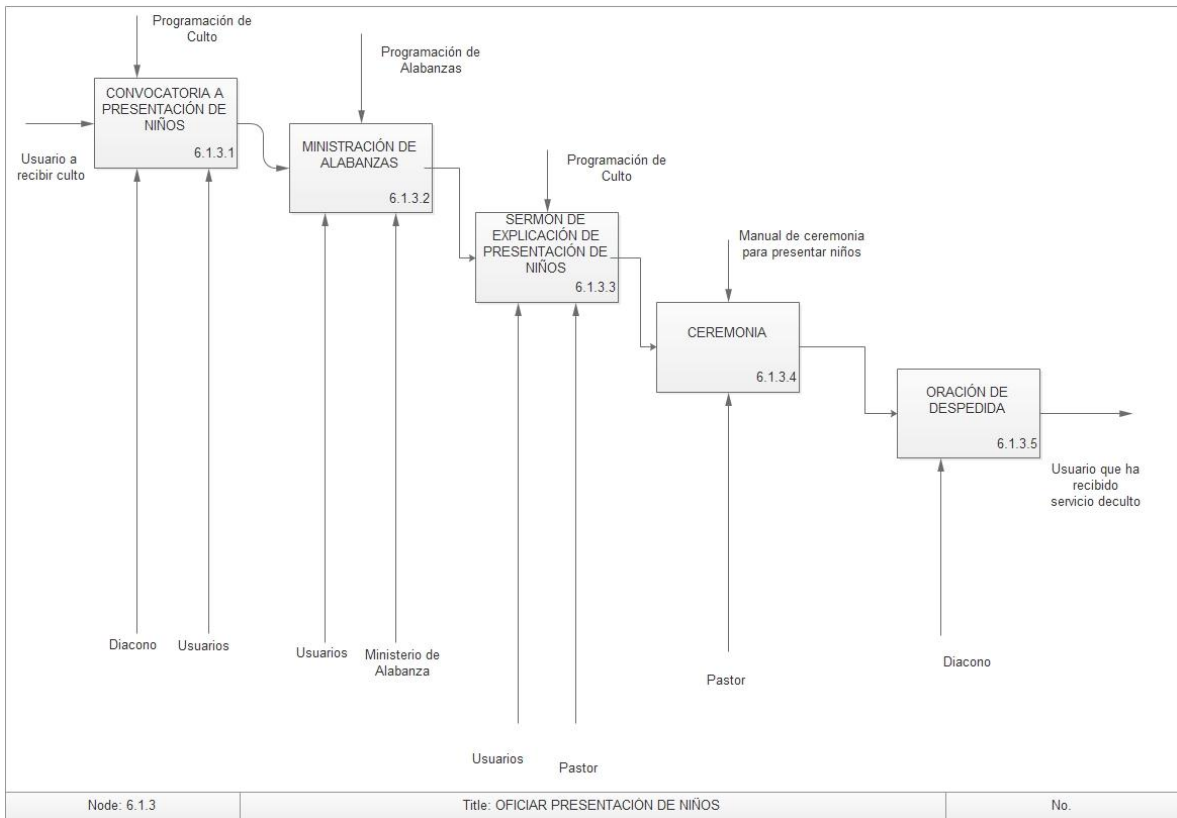 Programación de
Culto
Programación de
Alabanzas
CONVOCATORIA A
PRESENTACIÓN DE
NIÑOS
6.1.3.1
Usuario a
recibir culto
MINISTRACIÓN DE
ALABANZAS
6.1.3.2
Programación de
Culto
SERMÓN DE
EXPLICACIÓN DE
PRESENTACIÓN DE
NIÑOS
6.1.3.3
Manual de ceremonia
para presentar niños
CEREMONIA
6.1.3.4
ORACIÓN DE
DESPEDIDA
6.1.3.5
Usuario que ha
recibido
servicio deculto
Diacono
Usuarios
Usuarios
Ministerio de
Alabanza
Usuarios
Pastor
Pastor
Diacono
Node: 6.1.3
Title: OFICIAR PRESENTACIÓN DE NIÑOS
No.